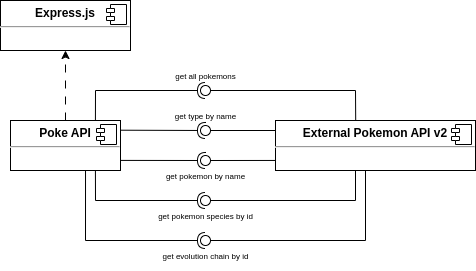 Express.js
get all pokemons
get type by name
Poke API
External Pokemon API v2
get pokemon by name
get pokemon species by id
get evolution chain by id